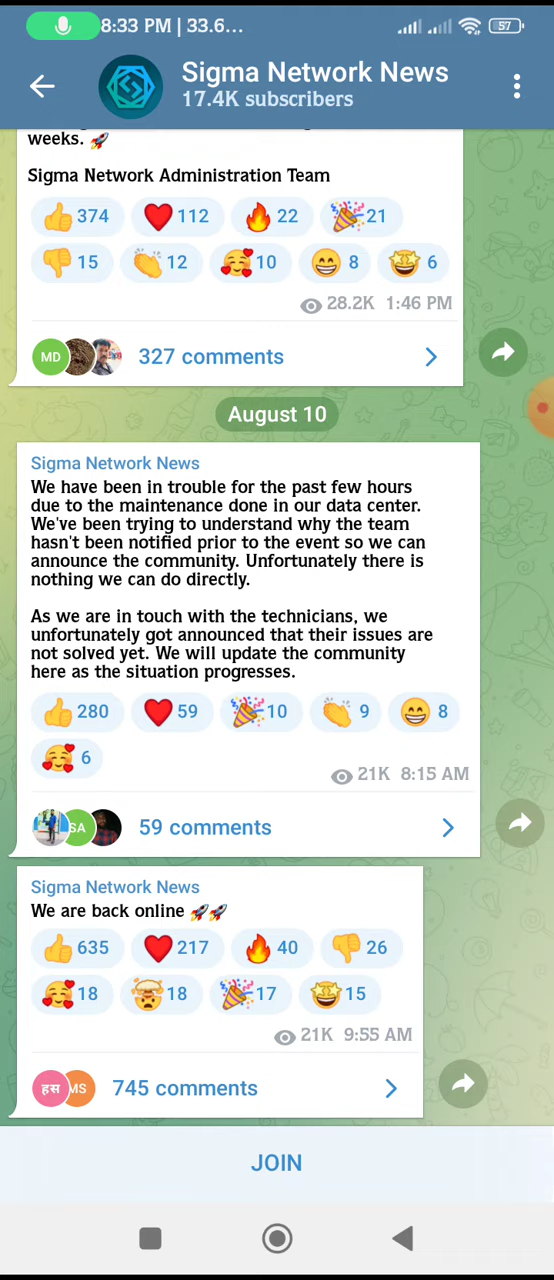 8:33 PM | 33.6...
57
Sigma Network News
17.4K subscribers
weeks. 🚀
Sigma Network Administration Team
👍 374 ❤️ 112 🔥 22 🎉 21
👎 15 👏 12 🥰 10 😁 8 🤩 6
28.2K 1:46 PM
MD
327 comments
August 10
Sigma Network News
We have been in trouble for the past few hours
due to the maintenance done in our data center.
We've been trying to understand why the team
hasn't been notified prior to the event so we can
announce the community. Unfortunately there is
nothing we can do directly.
As we are in touch with the technicians, we
unfortunately got announced that their issues are
not solved yet. We will update the community
here as the situation progresses.
👍 280 ❤️ 59 🎉 10 👏 9 😁 8
🥰 6
21K 8:15 AM
SA
59 comments
Sigma Network News
We are back online 🚀🚀
👍 635 ❤️ 217 🔥 40 👎 26
🥰 18 🤯 18 🎉 17 🤩 15
21K 9:55 AM
हस MS
745 comments
JOIN